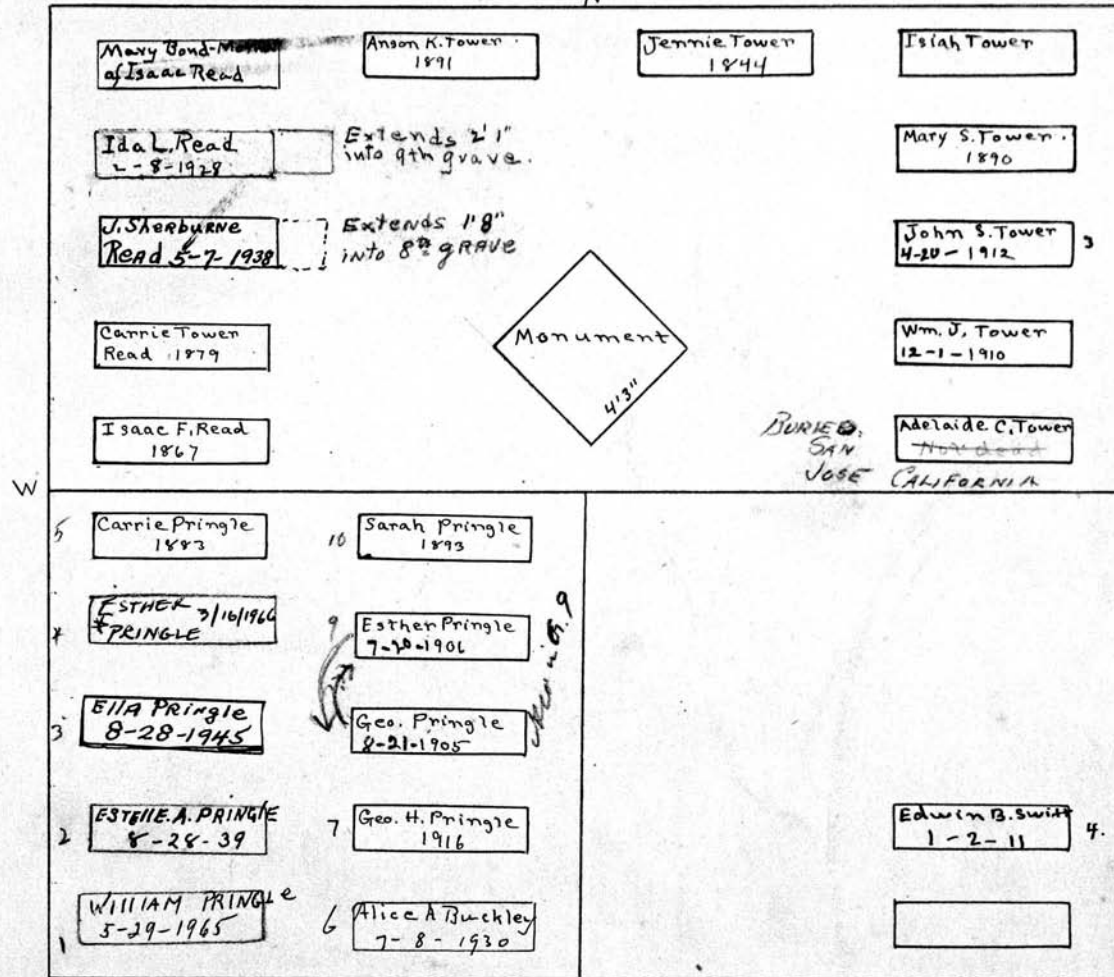 N
Mary Bond-
of Isaac Read
Anson K. Tower
1891
Jennie Tower
1844
Isiah Tower
Ida L. Read
2-8-1928
Extends 2'1"
into 9th grave.
Mary S. Tower
1890
J. Sherburne
Read 5-7-1938
Extends 1'8"
into 8th grave
John S. Tower
4-20-1912
3
Carrie Tower
Read 1879
Monument
4'3"
Wm. J. Tower
12-1-1910
Isaac F. Read
1867
Buried.
San
Jose California
Adelaide C. Tower
Not dead
W
5
Carrie Pringle
1883
10
Sarah Pringle
1893
4
Esther 3/16/1966
Pringle
9
Esther Pringle
7-20-1906
3
Ella Pringle
8-28-1945
Geo. Pringle
8-21-1905
in Gr. 9
2
Estelle. A. Pringle
8-28-39
7
Geo. H. Pringle
1916
Edwin B. Swift
1-2-11
4.
1
William Pringle
5-29-1965
6
Alice A Buckley
7-8-1930